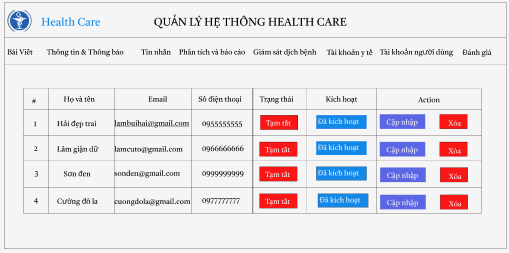 Health Care
QUẢN LÝ HỆ THỐNG HEALTH CARE
Bài Viết Thông tin & Thông báo Tin nhắn Phân tích và báo cáo Giám sát dịch bệnh Tài khoản y tế Tài khoản người dùng Đánh giá
# Họ và tên Email Số điện thoại Trạng thái Kích hoạt Action
1 Hải đẹp trai lambuihai@gmail.com 0955555555 Tạm tắt Đã kích hoạt Cập nhập Xóa
2 Lâm giận dữ lamcuto@gmail.com 0966666666 Tạm tắt Đã kích hoạt Cập nhập Xóa
3 Sơn đen sonden@gmail.com 0999999999 Tạm tắt Đã kích hoạt Cập nhập Xóa
4 Cường đô la cuongdola@gmail.com 0977777777 Tạm tắt Đã kích hoạt Cập nhập Xóa